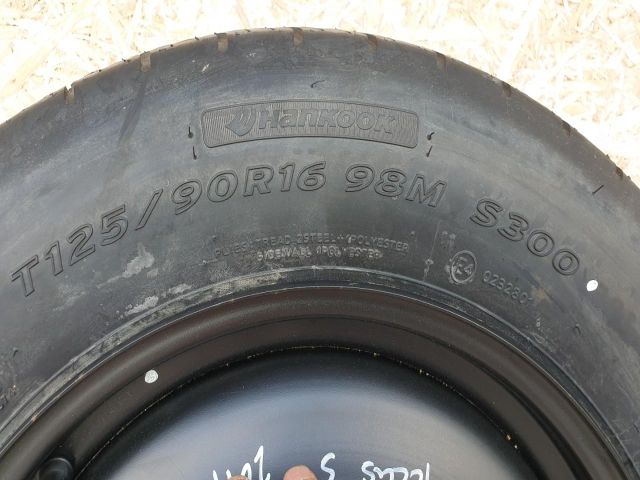 Hankook
T125/90R16 98M S300
PLIES: TREAD 2STEEL+1POLYESTER
SIDEWALL 1POLYESTER
E4